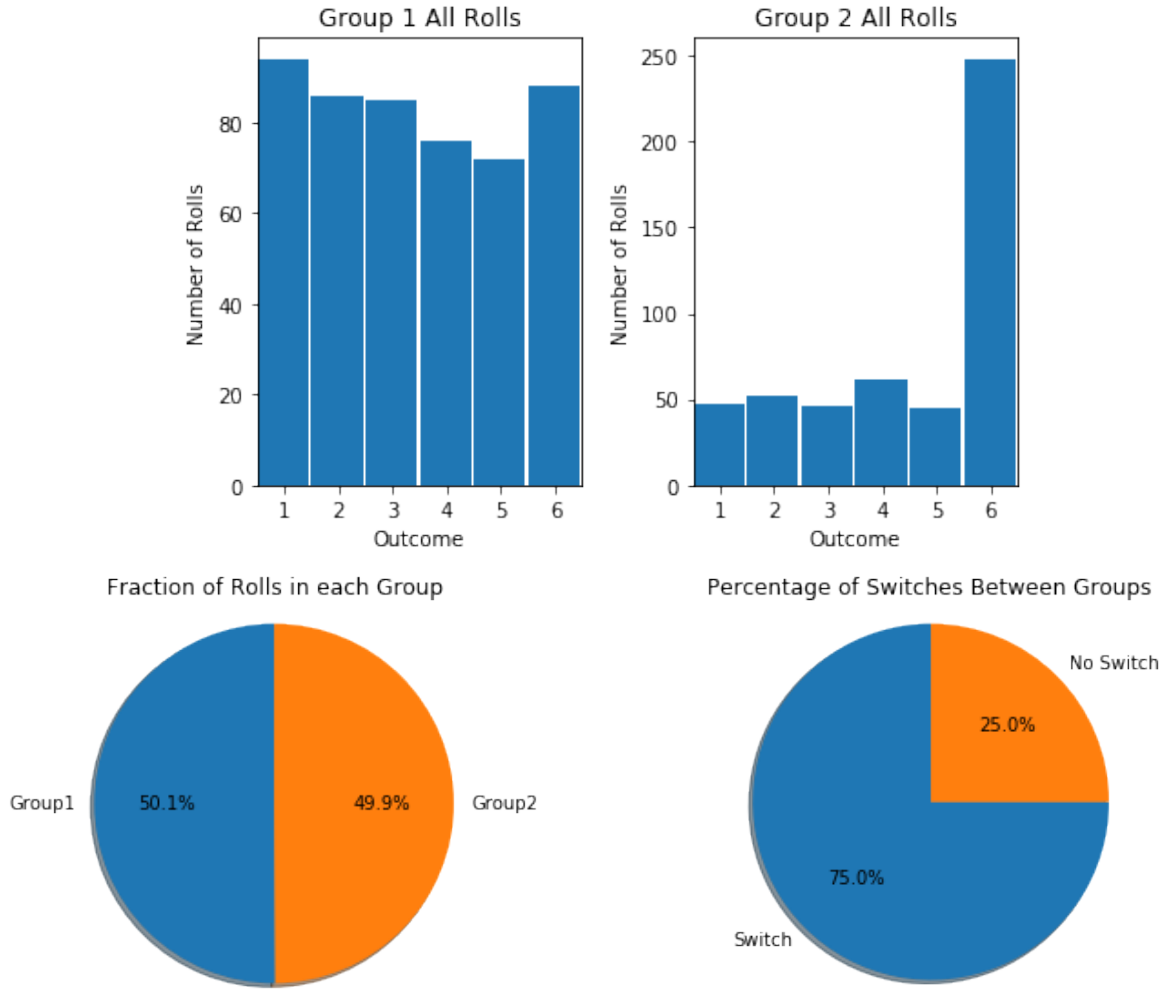 Group 1 All Rolls
Number of Rolls
80
60
40
20
0
1 2 3 4 5 6
Outcome
Group 2 All Rolls
Number of Rolls
250
200
150
100
50
0
1 2 3 4 5 6
Outcome
Fraction of Rolls in each Group
Group1
50.1%
49.9%
Group2
Percentage of Switches Between Groups
No Switch
25.0%
75.0%
Switch